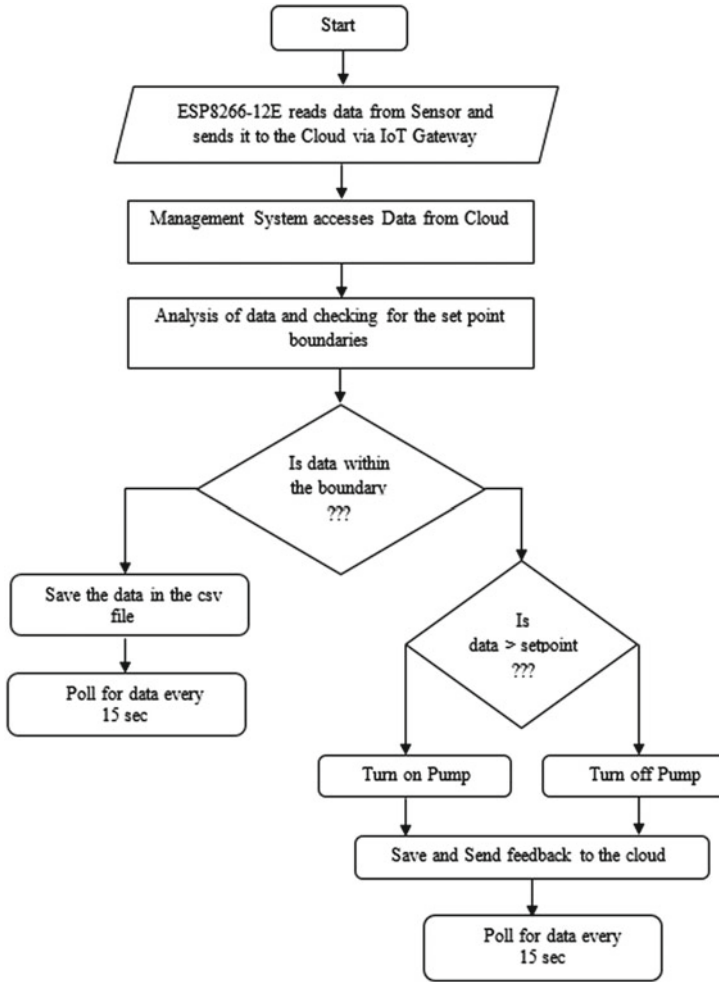 Start
ESP8266-12E reads data from Sensor and
sends it to the Cloud via IoT Gateway
Management System accesses Data from Cloud
Analysis of data and checking for the set point
boundaries
Is data within
the boundary
???
Save the data in the csv
file
Poll for data every
15 sec
Is
data > setpoint
???
Turn on Pump
Turn off Pump
Save and Send feedback to the cloud
Poll for data every
15 sec